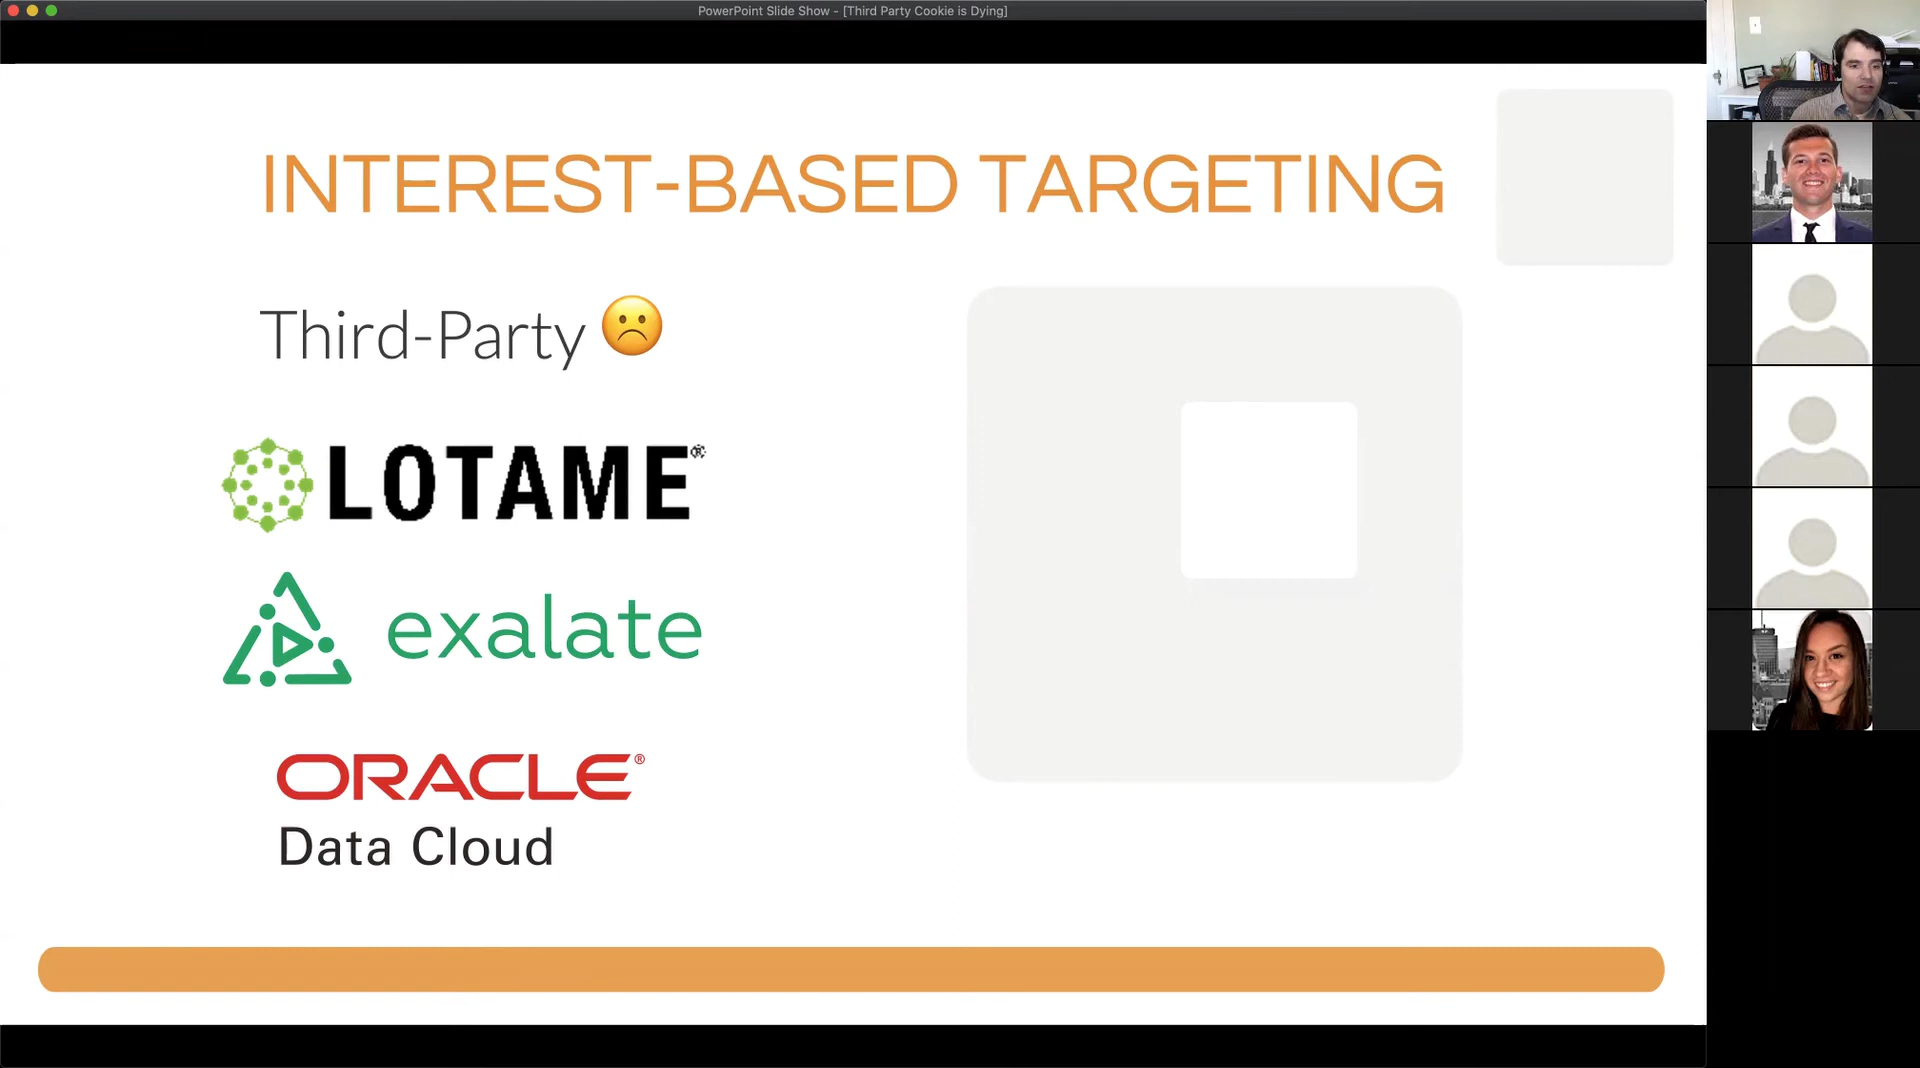 PowerPoint Slide Show - [Third Party Cookie is Dying]
INTEREST-BASED TARGETING
Third-Party ☹️
LOTAME®
exalate
ORACLE®
Data Cloud